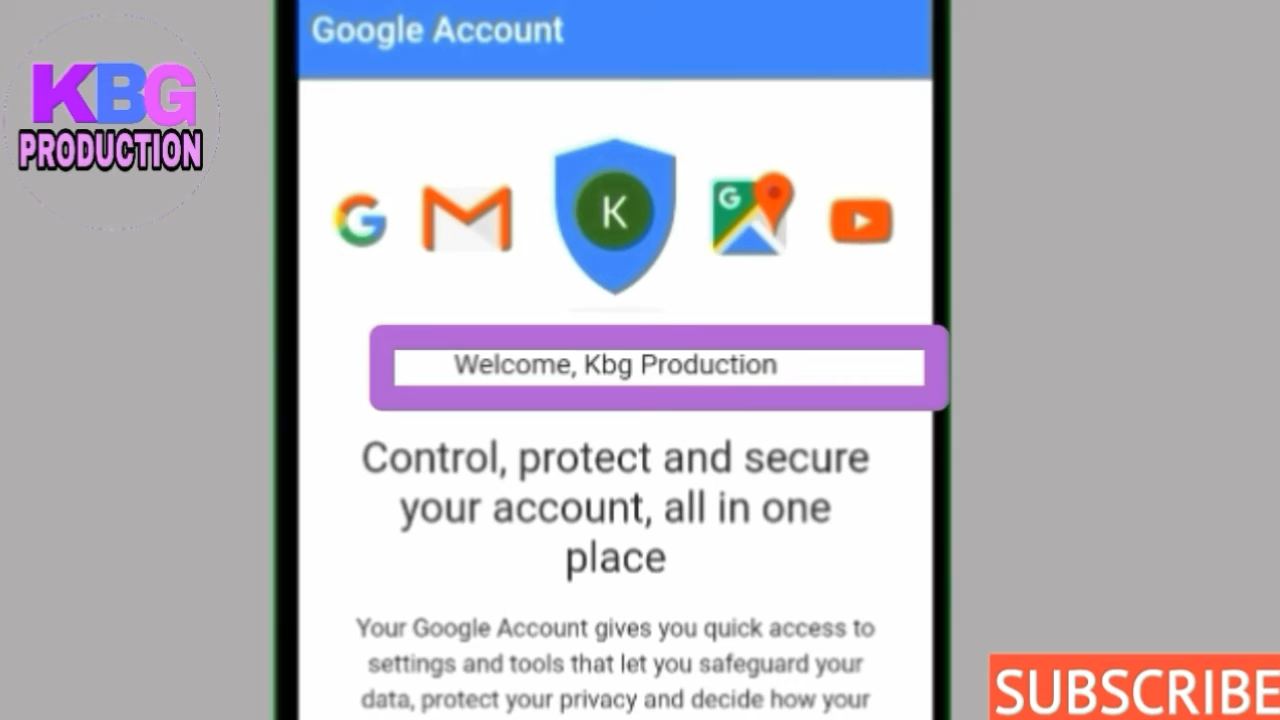 Google Account
KBG
PRODUCTION
G
K
G
Welcome, Kbg Production
Control, protect and secure
your account, all in one
place
Your Google Account gives you quick access to
settings and tools that let you safeguard your
data, protect your privacy and decide how your
SUBSCRIBE